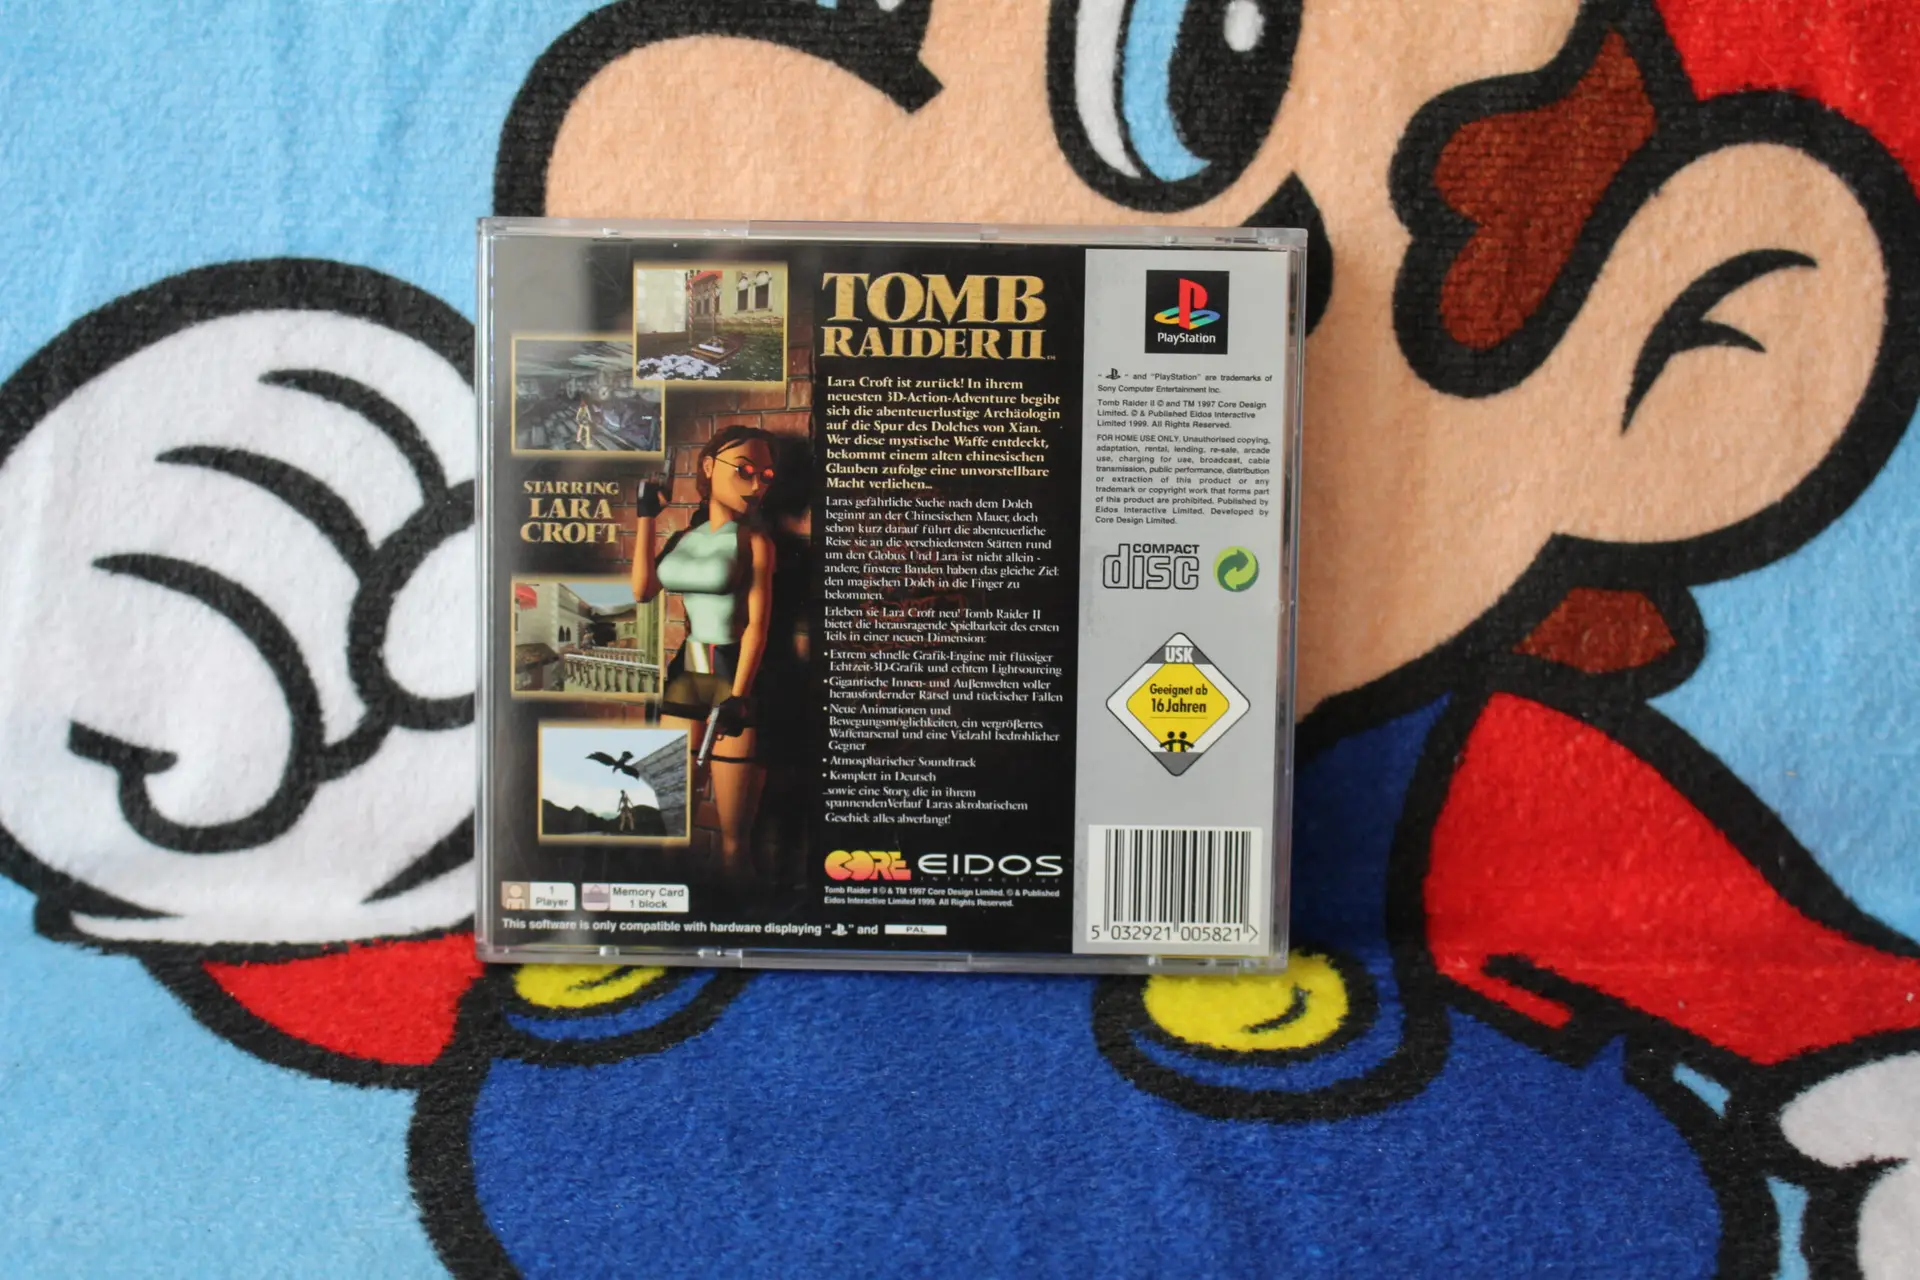 TOMB
RAIDER II™
Lara Croft ist zurück! In ihrem
neuesten 3D-Action-Adventure begibt
sich die abenteuerlustige Archäologin
auf die Spur des Dolches von Xian.
Wer diese mystische Waffe entdeckt,
bekommt einem alten chinesischen
Glauben zufolge eine unvorstellbare
Macht verliehen...
Laras gefährliche Suche nach dem Dolch
beginnt an der Chinesischen Mauer, doch
schon kurz darauf führt die abenteuerliche
Reise sie an die verschiedensten Stätten rund
um den Globus. Und Lara ist nicht allein -
andere, finstere Banden haben das gleiche Ziel:
den magischen Dolch in die Finger zu
bekommen.
Erleben sie Lara Croft neu! Tomb Raider II
bietet die herausragende Spielbarkeit des ersten
Teils in einer neuen Dimension:
• Extrem schnelle Grafik-Engine mit flüssiger
Echtzeit-3D-Grafik und echtem Lightsourcing
• Gigantische Innen- und Außenwelten voller
herausfordernder Rätsel und tückischer Fallen
• Neue Animationen und
Bewegungsmöglichkeiten, ein vergrößertes
Waffenarsenal und eine Vielzahl bedrohlicher
Gegner
• Atmosphärischer Soundtrack
• Komplett in Deutsch
...sowie eine Story, die in ihrem
spannendenVerlauf Laras akrobatischem
Geschick alles abverlangt!
STARRING
LARA
CROFT
CORE EIDOS
INTERACTIVE
Tomb Raider II © & TM 1997 Core Design Limited. © & Published
Eidos Interactive Limited 1999. All Rights Reserved.
1
Player
Memory Card
1 block
This software is only compatible with hardware displaying " " and PAL
PlayStation
" " and "PlayStation" are trademarks of
Sony Computer Entertainment Inc.
Tomb Raider II © and TM 1997 Core Design
Limited. © & Published Eidos Interactive
Limited 1999. All Rights Reserved.
FOR HOME USE ONLY. Unauthorised copying,
adaptation, rental, lending, re-sale, arcade
use, charging for use, broadcast, cable
transmission, public performance, distribution
or extraction of this product or any
trademark or copyright work that forms part
of this product are prohibited. Published by
Eidos Interactive Limited. Developed by
Core Design Limited.
COMPACT
disc
USK
Geeignet ab
16 Jahren
5 032921 005821 >